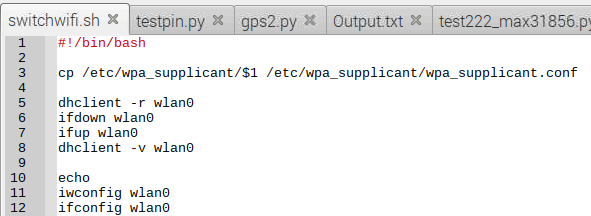 switchwifi.sh × testpin.py × gps2.py × Output.txt × test222_max31856.py
1 #!/bin/bash
2
3 cp /etc/wpa_supplicant/$1 /etc/wpa_supplicant/wpa_supplicant.conf
4
5 dhclient -r wlan0
6 ifdown wlan0
7 ifup wlan0
8 dhclient -v wlan0
9
10 echo
11 iwconfig wlan0
12 ifconfig wlan0